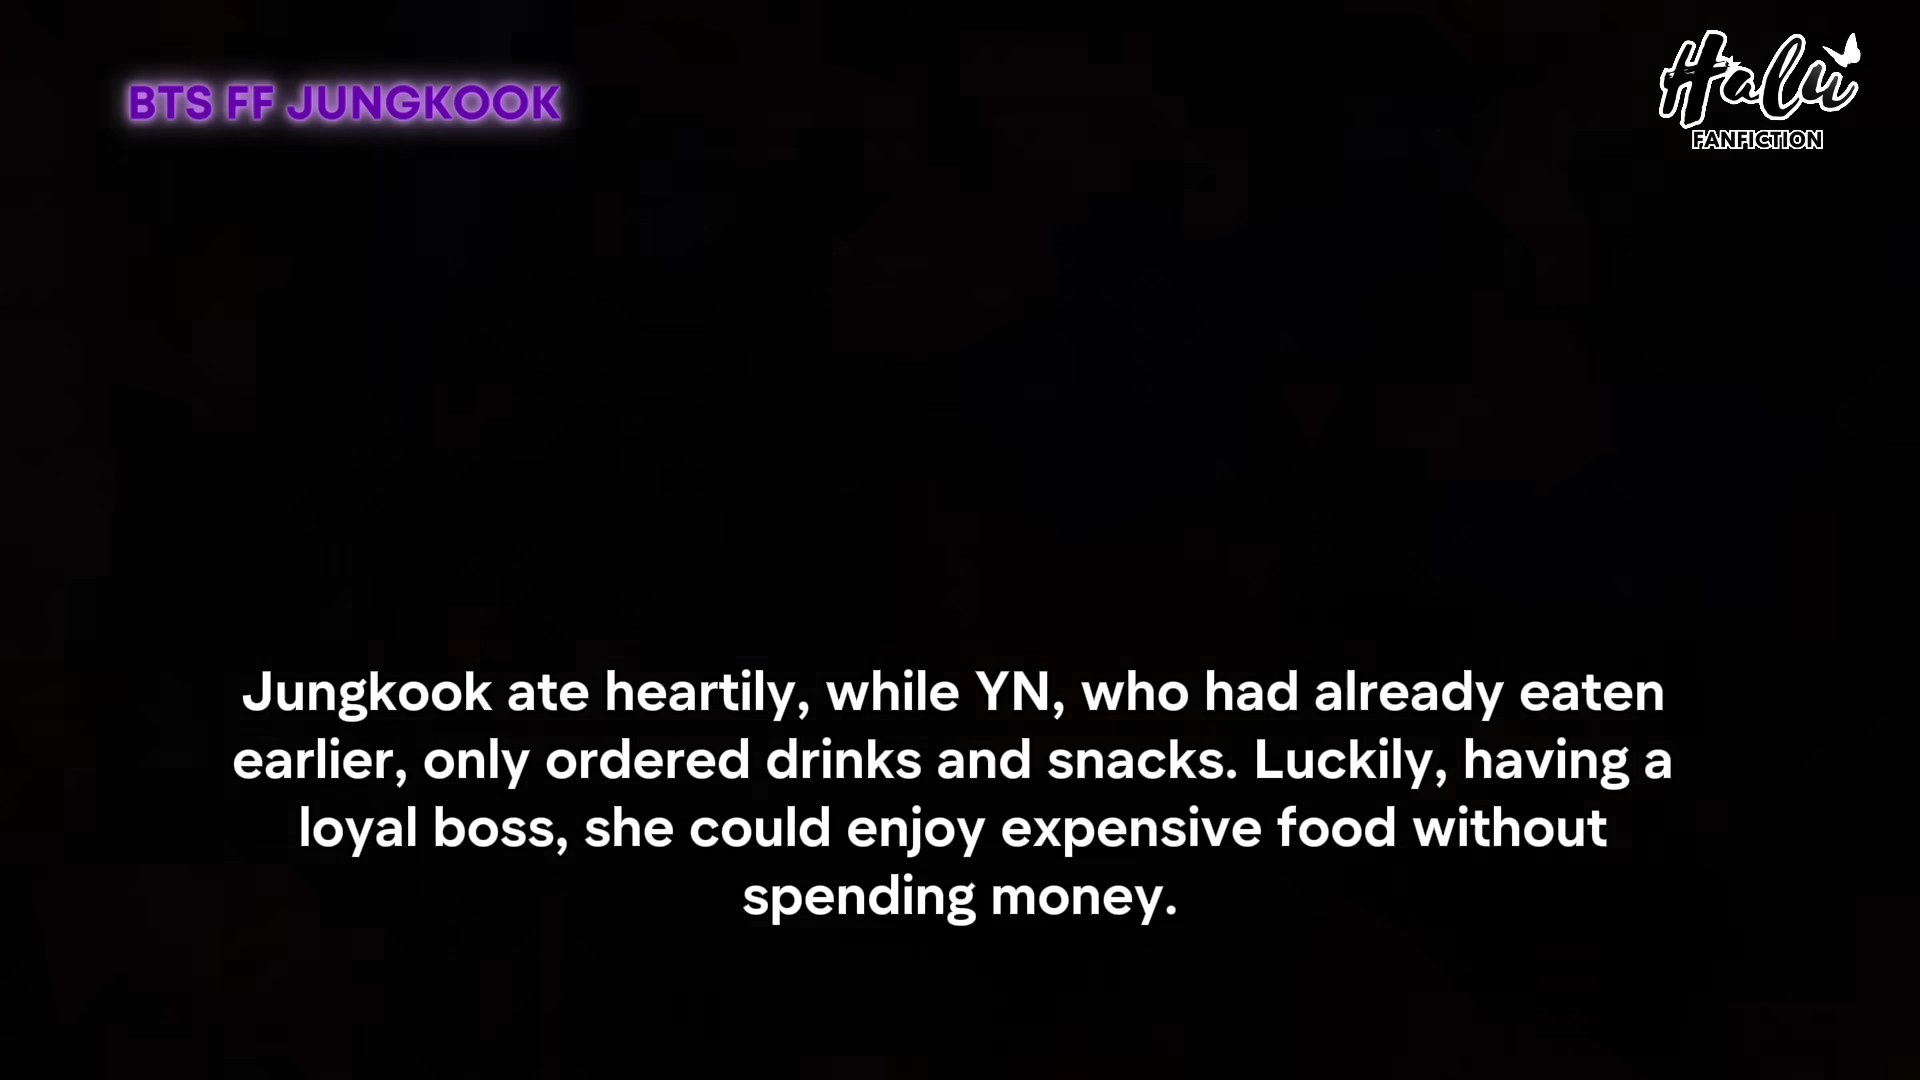 BTS FF JUNGKOOK
Halu
FANFICTION
Jungkook ate heartily, while YN, who had already eaten
earlier, only ordered drinks and snacks. Luckily, having a
loyal boss, she could enjoy expensive food without
spending money.